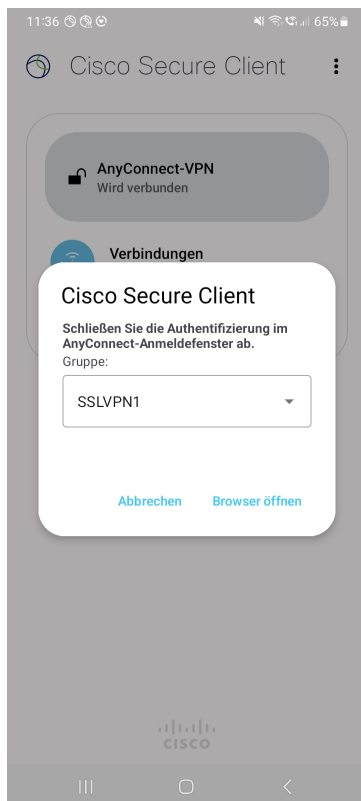 11:36 65%
Cisco Secure Client
AnyConnect-VPN
Wird verbunden
Verbindungen
Cisco Secure Client
Schließen Sie die Authentifizierung im
AnyConnect-Anmeldefenster ab.
Gruppe:
SSLVPN1
Abbrechen Browser öffnen
CISCO